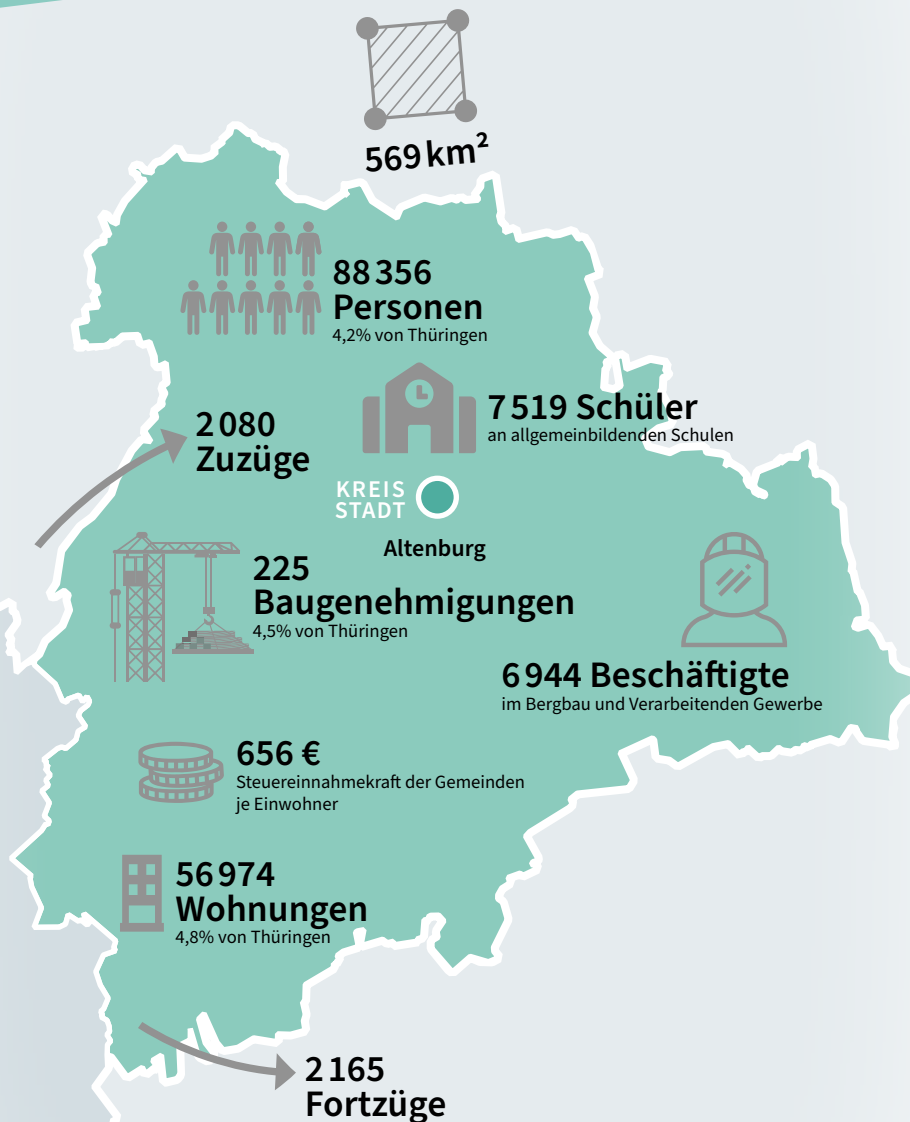 569 km²
88 356
Personen
4,2% von Thüringen
7 519 Schüler
an allgemeinbildenden Schulen
2 080
Zuzüge
KREIS
STADT
Altenburg
225
Baugenehmigungen
4,5% von Thüringen
6 944 Beschäftigte
im Bergbau und Verarbeitenden Gewerbe
656 €
Steuereinnahmekraft der Gemeinden
je Einwohner
56 974
Wohnungen
4,8% von Thüringen
2 165
Fortzüge